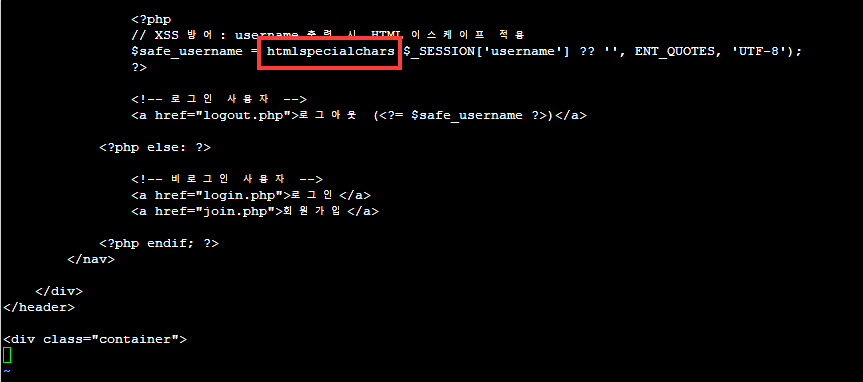 <?php
// XSS 방어 : username 출력 시 HTML 이스케이프 적용
$safe_username = htmlspecialchars $_SESSION['username'] ?? '', ENT_QUOTES, 'UTF-8');
?>
<!-- 로그인 사용자 -->
<a href="logout.php">로그아웃 (<?= $safe_username ?>)</a>
<?php else: ?>
<!-- 비로그인 사용자 -->
<a href="login.php">로그인</a>
<a href="join.php">회원가입</a>
<?php endif; ?>
</nav>
</div>
</header>
<div class="container">
~